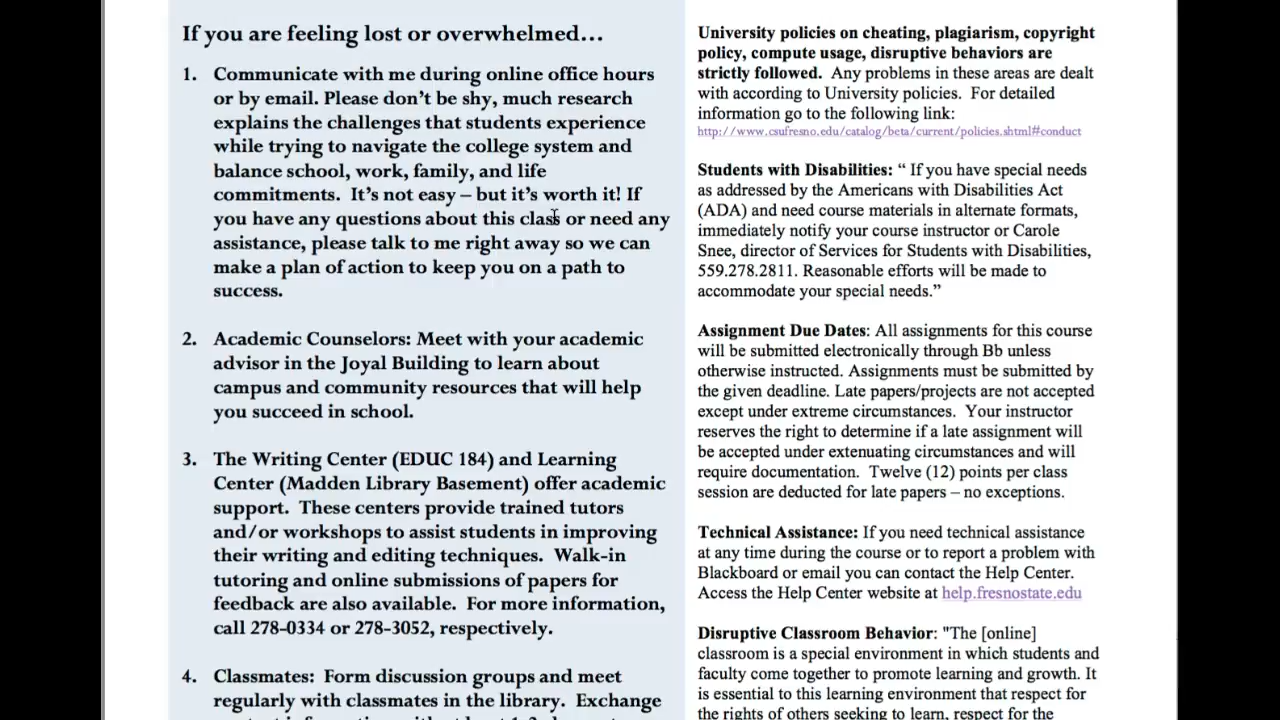 If you are feeling lost or overwhelmed…
1. Communicate with me during online office hours
or by email. Please don't be shy, much research
explains the challenges that students experience
while trying to navigate the college system and
balance school, work, family, and life
commitments. It's not easy – but it's worth it! If
you have any questions about this class or need any
assistance, please talk to me right away so we can
make a plan of action to keep you on a path to
success.
2. Academic Counselors: Meet with your academic
advisor in the Joyal Building to learn about
campus and community resources that will help
you succeed in school.
3. The Writing Center (EDUC 184) and Learning
Center (Madden Library Basement) offer academic
support. These centers provide trained tutors
and/or workshops to assist students in improving
their writing and editing techniques. Walk-in
tutoring and online submissions of papers for
feedback are also available. For more information,
call 278-0334 or 278-3052, respectively.
4. Classmates: Form discussion groups and meet
regularly with classmates in the library. Exchange
University policies on cheating, plagiarism, copyright
policy, compute usage, disruptive behaviors are
strictly followed. Any problems in these areas are dealt
with according to University policies. For detailed
information go to the following link:
http://www.csufresno.edu/catalog/beta/current/policies.shtml#conduct
Students with Disabilities: “ If you have special needs
as addressed by the Americans with Disabilities Act
(ADA) and need course materials in alternate formats,
immediately notify your course instructor or Carole
Snee, director of Services for Students with Disabilities,
559.278.2811. Reasonable efforts will be made to
accommodate your special needs.”
Assignment Due Dates: All assignments for this course
will be submitted electronically through Bb unless
otherwise instructed. Assignments must be submitted by
the given deadline. Late papers/projects are not accepted
except under extreme circumstances. Your instructor
reserves the right to determine if a late assignment will
be accepted under extenuating circumstances and will
require documentation. Twelve (12) points per class
session are deducted for late papers – no exceptions.
Technical Assistance: If you need technical assistance
at any time during the course or to report a problem with
Blackboard or email you can contact the Help Center.
Access the Help Center website at help.fresnostate.edu
Disruptive Classroom Behavior: "The [online]
classroom is a special environment in which students and
faculty come together to promote learning and growth. It
is essential to this learning environment that respect for
the rights of others seeking to learn, respect for the